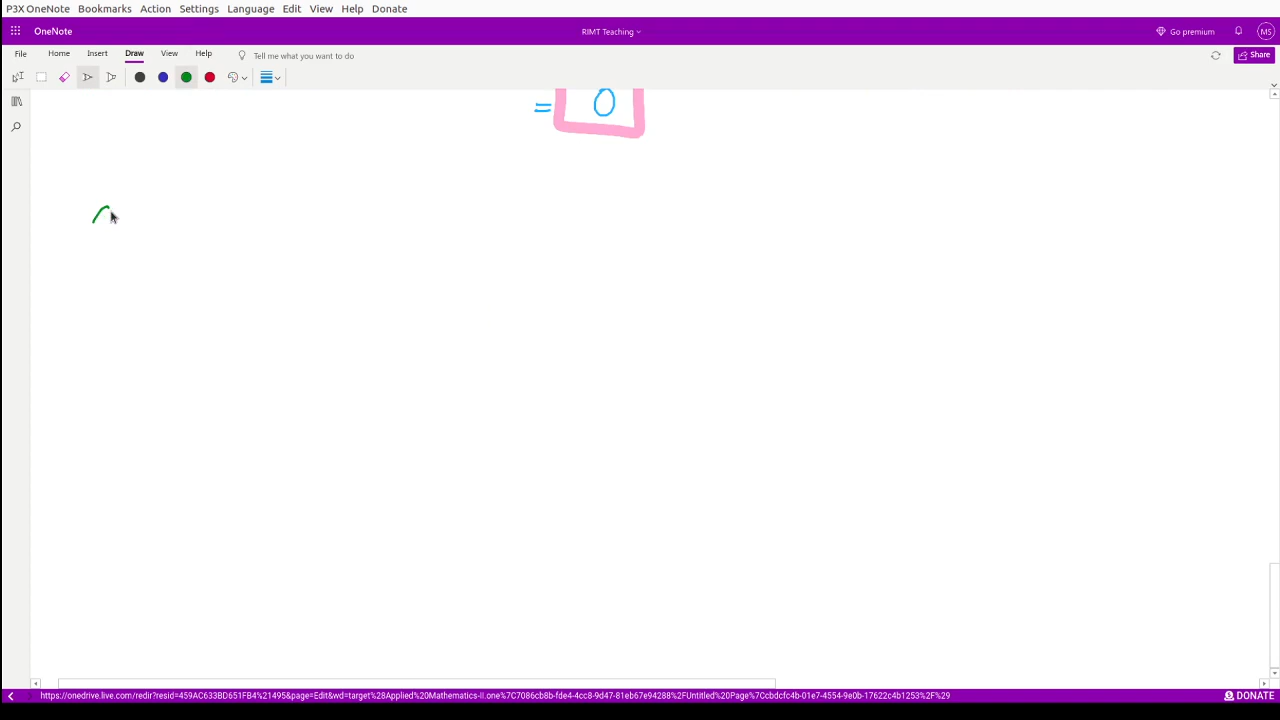 P3X OneNote Bookmarks Action Settings Language Edit View Help Donate
OneNote RIMT Teaching Go premium MS
File Home Insert Draw View Help Tell me what you want to do Share
= 0
https://onedrive.live.com/redir?resid=459AC633BD651FB4%21495&page=Edit&wd=target%28Applied%20Mathematics-II.one%7C7086cb8b-fde4-4cc8-9d47-81eb67e94288%2FUntitled%20Page%7Ccbdcfc4b-01e7-4554-9e0b-17622c4b1253%2F%29 DONATE